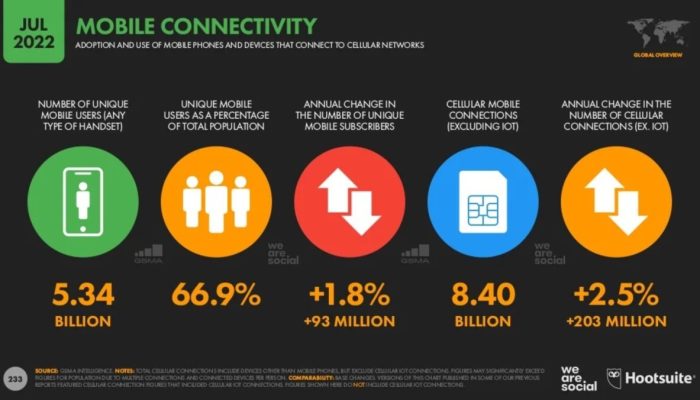 JUL
2022
MOBILE CONNECTIVITY
ADOPTION AND USE OF MOBILE PHONES AND DEVICES THAT CONNECT TO CELLULAR NETWORKS
GLOBAL OVERVIEW
NUMBER OF UNIQUE
MOBILE USERS (ANY
TYPE OF HANDSET)
UNIQUE MOBILE
USERS AS A PERCENTAGE
OF TOTAL POPULATION
ANNUAL CHANGE IN
THE NUMBER OF UNIQUE
MOBILE SUBSCRIBERS
CELLULAR MOBILE
CONNECTIONS
(EXCLUDING IOT)
ANNUAL CHANGE IN THE
NUMBER OF CELLULAR
CONNECTIONS (EX. IOT)
GSMA
we
are
social
GSMA
we
are
social
5.34
BILLION
66.9%
+1.8%
+93 MILLION
8.40
BILLION
+2.5%
+203 MILLION
233
SOURCE: GSMA INTELLIGENCE. NOTES: TOTAL CELLULAR CONNECTIONS INCLUDE DEVICES OTHER THAN MOBILE PHONES, BUT EXCLUDE CELLULAR IOT CONNECTIONS. FIGURES MAY SIGNIFICANTLY EXCEED
FIGURES FOR POPULATION DUE TO MULTIPLE CONNECTIONS AND CONNECTED DEVICES PER PERSON. COMPARABILITY: BASE CHANGES. VERSIONS OF THIS CHART PUBLISHED IN SOME OF OUR PREVIOUS
REPORTS FEATURED CELLULAR CONNECTION FIGURES THAT INCLUDED CELLULAR IOT CONNECTIONS. FIGURES SHOWN HERE DO NOT INCLUDE CELLULAR IOT CONNECTIONS.
we
are
social
Hootsuite